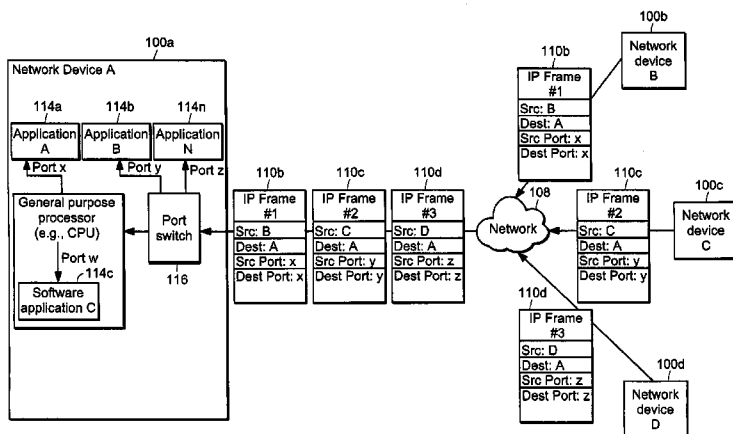 100a
Network Device A
114a
114b
114n
Application
A
Application
B
Application
N
Port x
Port y
Port z
General purpose
processor
(e.g., CPU)
Port w
114c
Software
application C
Port
switch
116
110b
IP Frame
#1
Src: B
Dest: A
Src Port: x
Dest Port: x
110c
IP Frame
#2
Src: C
Dest: A
Src Port: y
Dest Port: y
110d
IP Frame
#3
Src: D
Dest: A
Src Port: z
Dest Port: z
108
Network
110b
IP Frame
#1
Src: B
Dest: A
Src Port: x
Dest Port: x
100b
Network
device
B
110c
IP Frame
#2
Src: C
Dest: A
Src Port: y
Dest Port: y
100c
Network
device
C
110d
IP Frame
#3
Src: D
Dest: A
Src Port: z
Dest Port: z
100d
Network
device
D